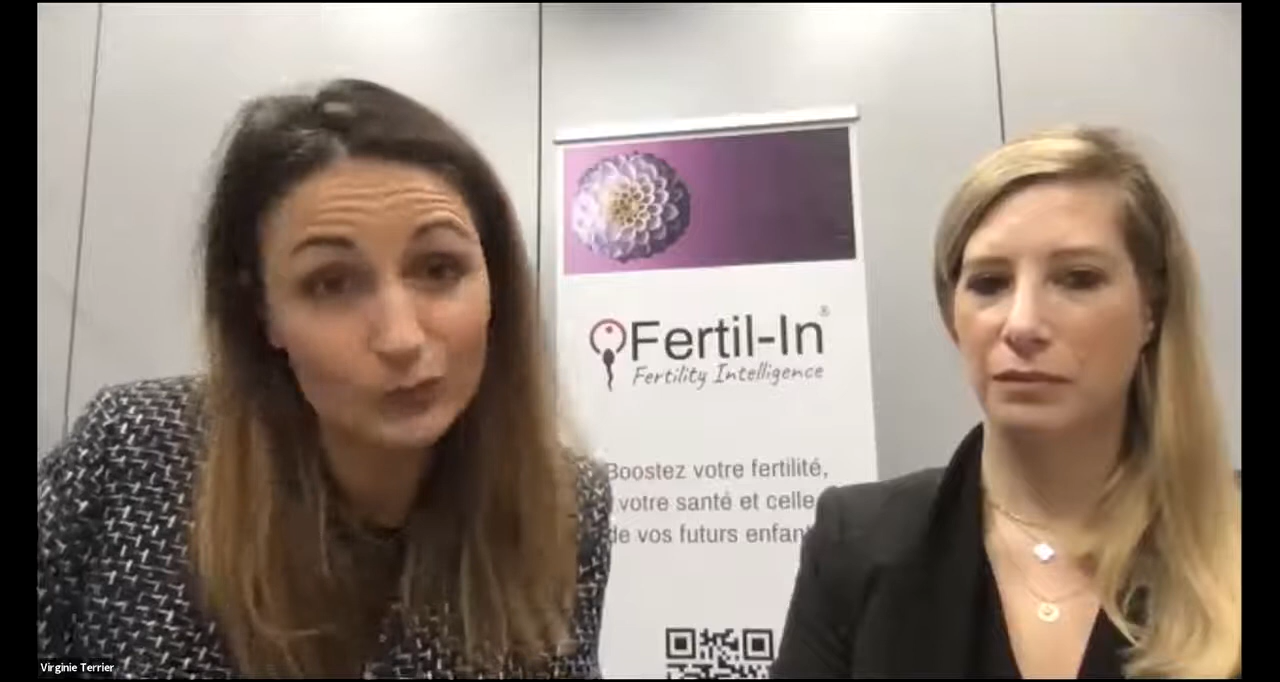 Fertil-In®
Fertility Intelligence
Boostez votre fertilité,
votre santé et celle
de vos futurs enfan
Virginie Terrier